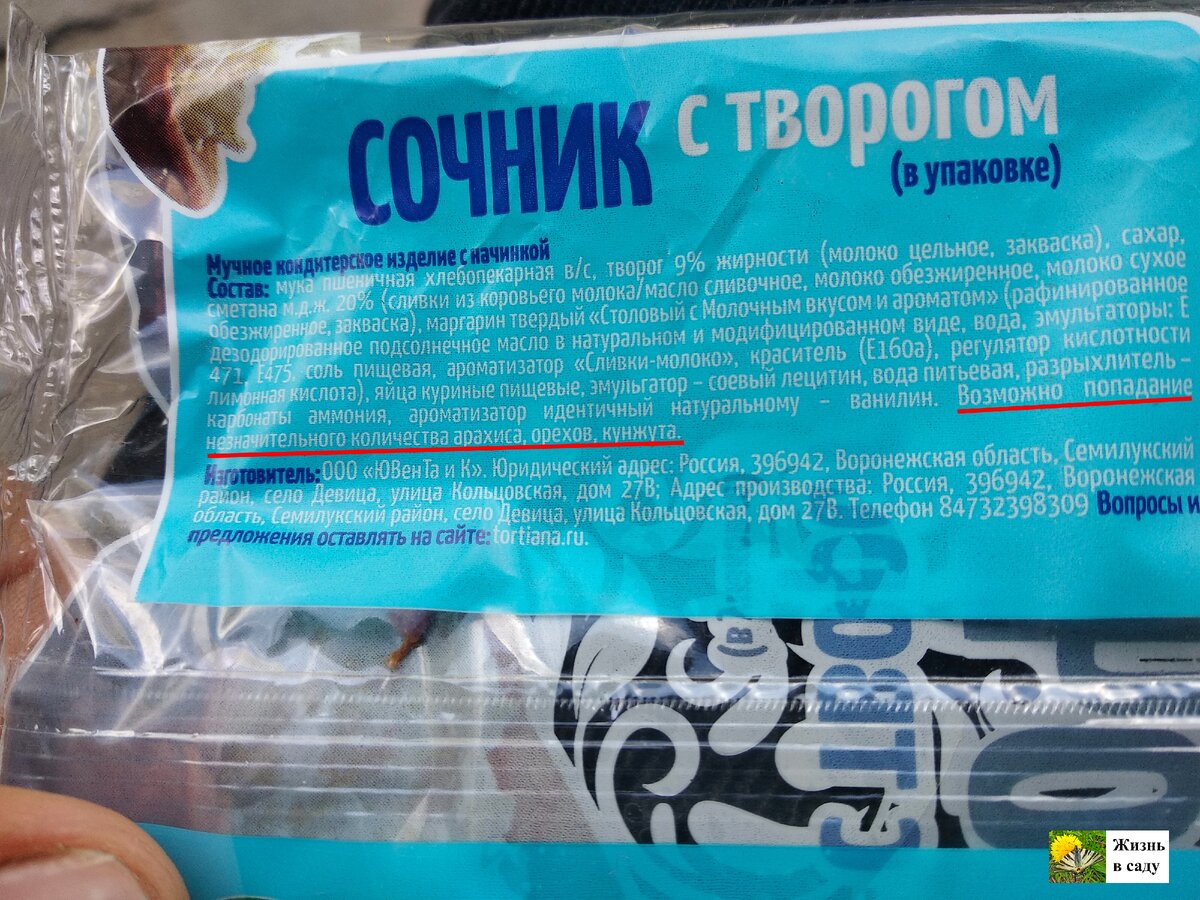 СОЧНИК С ТВОРОГОМ
(в упаковке)
Мучное кондитерское изделие с начинкой
Состав: мука пшеничная хлебопекарная в/с, творог 9% жирности (молоко цельное, закваска), сахар,
сметана м.д.ж. 20% (сливки из коровьего молока/масло сливочное, молоко обезжиренное, молоко сухое
обезжиренное, закваска), маргарин твердый «Столовый с Молочным вкусом и ароматом» (рафинированное
дезодорированное подсолнечное масло в натуральном и модифицированном виде, вода, эмульгаторы: Е
471, Е475, соль пищевая, ароматизатор «Сливки-молоко», краситель (Е160а), регулятор кислотности
лимонная кислота), яйца куриные пищевые, эмульгатор – соевый лецитин, вода питьевая, разрыхлитель –
карбонаты аммония, ароматизатор идентичный натуральному – ванилин. Возможно попадание
незначительного количества арахиса, орехов, кунжута.
Изготовитель: ООО «ЮВенТа и К». Юридический адрес: Россия, 396942, Воронежская область, Семилукский
район, село Девица, улица Кольцовская, дом 27В; Адрес производства: Россия, 396942, Воронежская
область, Семилукский район, село Девица, улица Кольцовская, дом 27В. Телефон 84732398309 Вопросы и
предложения оставлять на сайте: tortiana.ru.
Жизнь
в саду